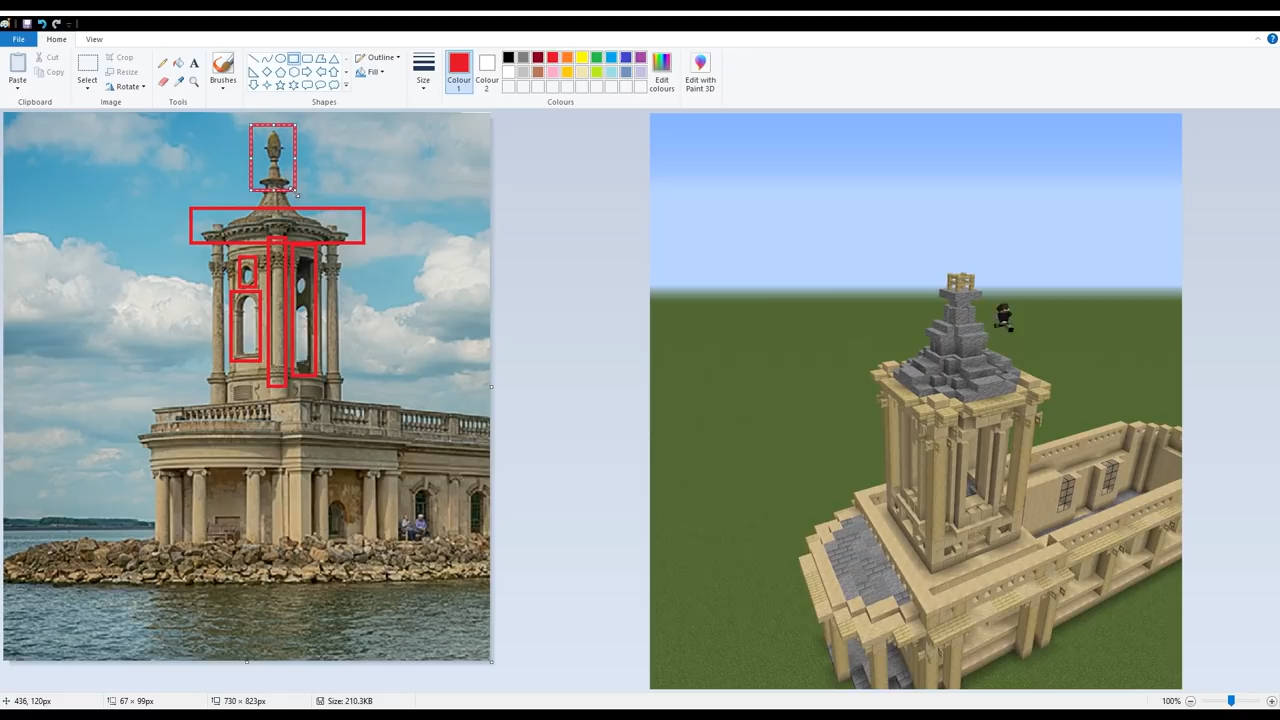 File Home View
Paste Cut Copy Select Crop Resize Rotate Brushes Outline Fill Size Colour 1 Colour 2 Edit colours Edit with Paint 3D
Clipboard Image Tools Shapes Colours
436, 120px 67 × 99px 730 × 823px Size: 210.3KB 100%